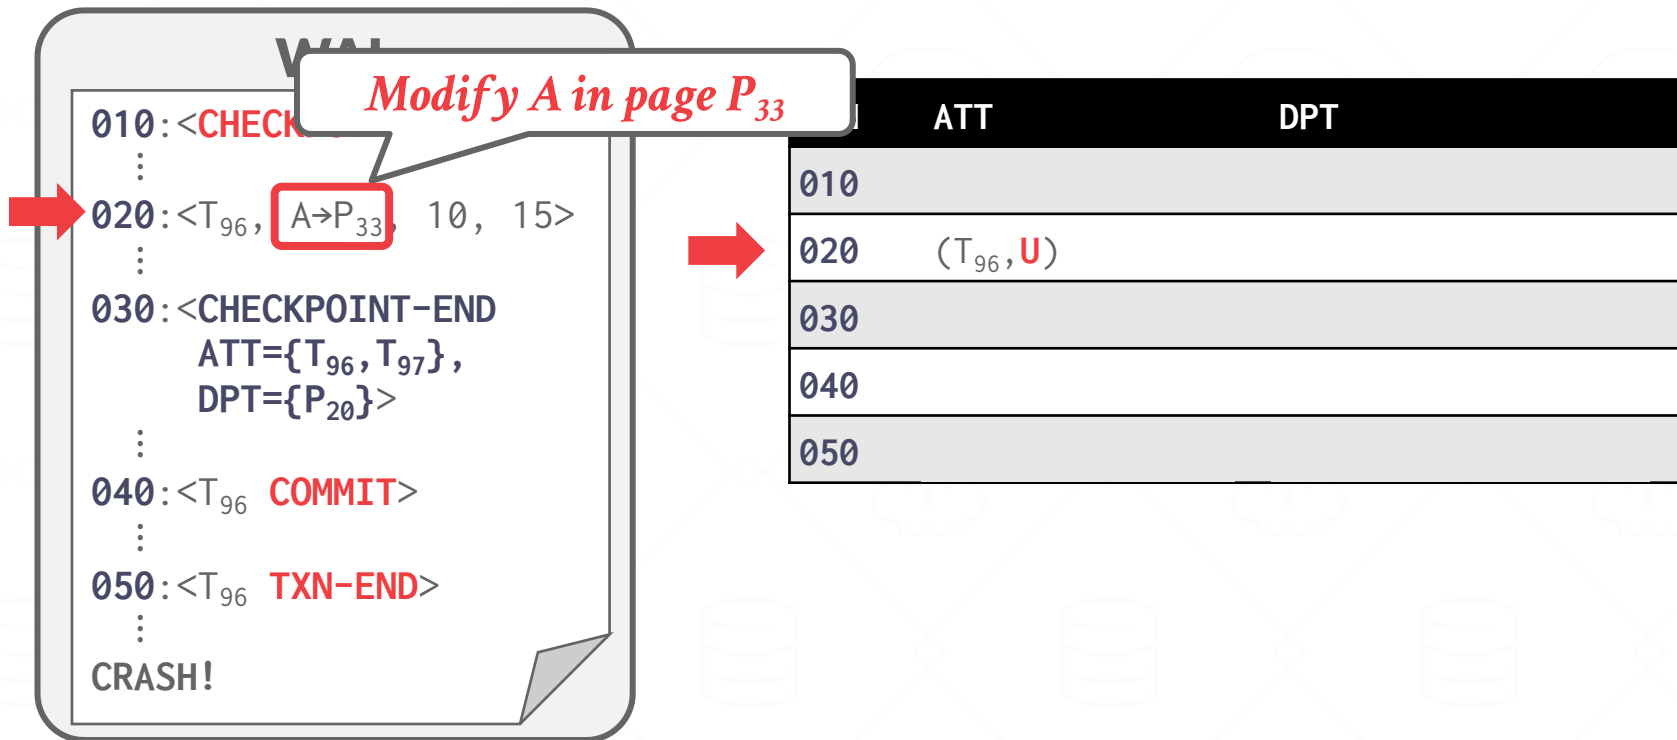 Modify A in page P₃₃
010:<CHECK
⋮
020:<T₉₆, A→P₃₃, 10, 15>
⋮
030:<CHECKPOINT-END
ATT={T₉₆,T₉₇},
DPT={P₂₀}>
⋮
040:<T₉₆ COMMIT>
⋮
050:<T₉₆ TXN-END>
⋮
CRASH!
ATT DPT
010
020 (T₉₆,U)
030
040
050